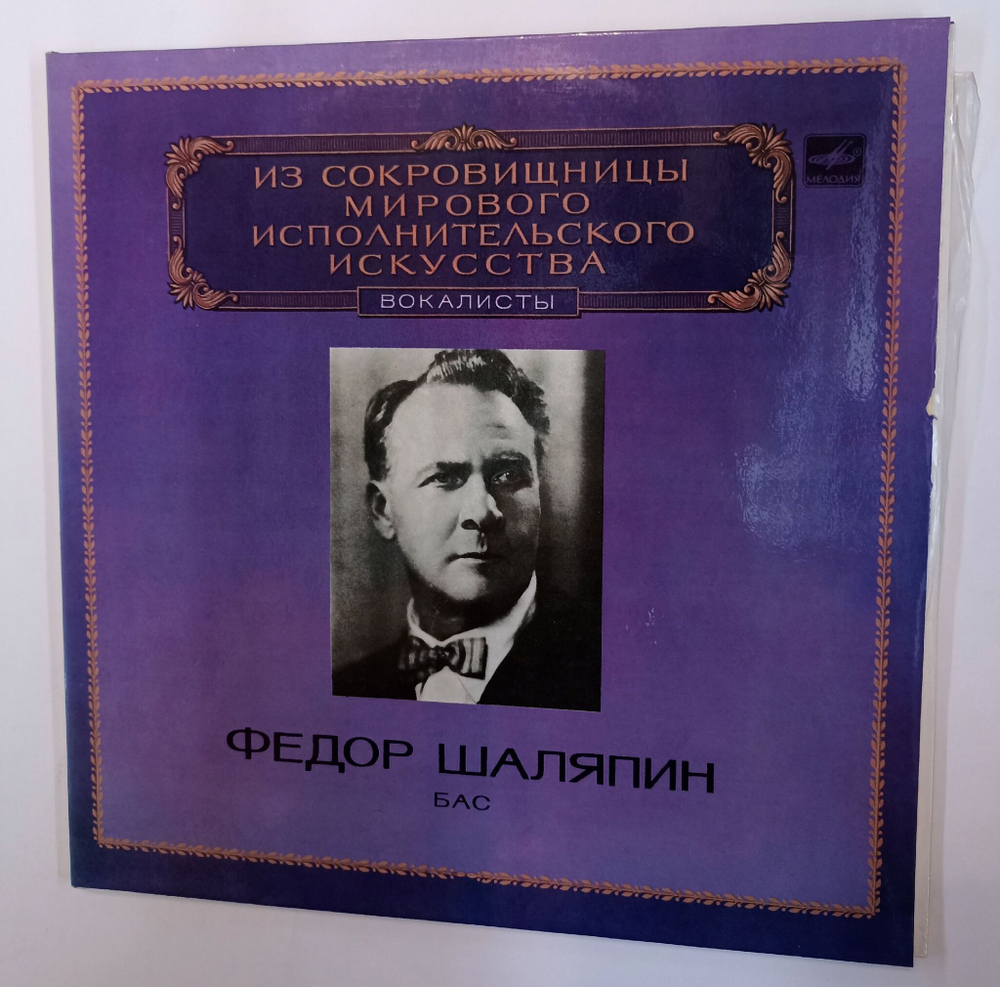 ИЗ СОКРОВИЩНИЦЫ
МИРОВОГО
ИСПОЛНИТЕЛЬСКОГО
ИСКУССТВА
ВОКАЛИСТЫ
МЕЛОДИЯ
ФЕДОР ШАЛЯПИН
БАС